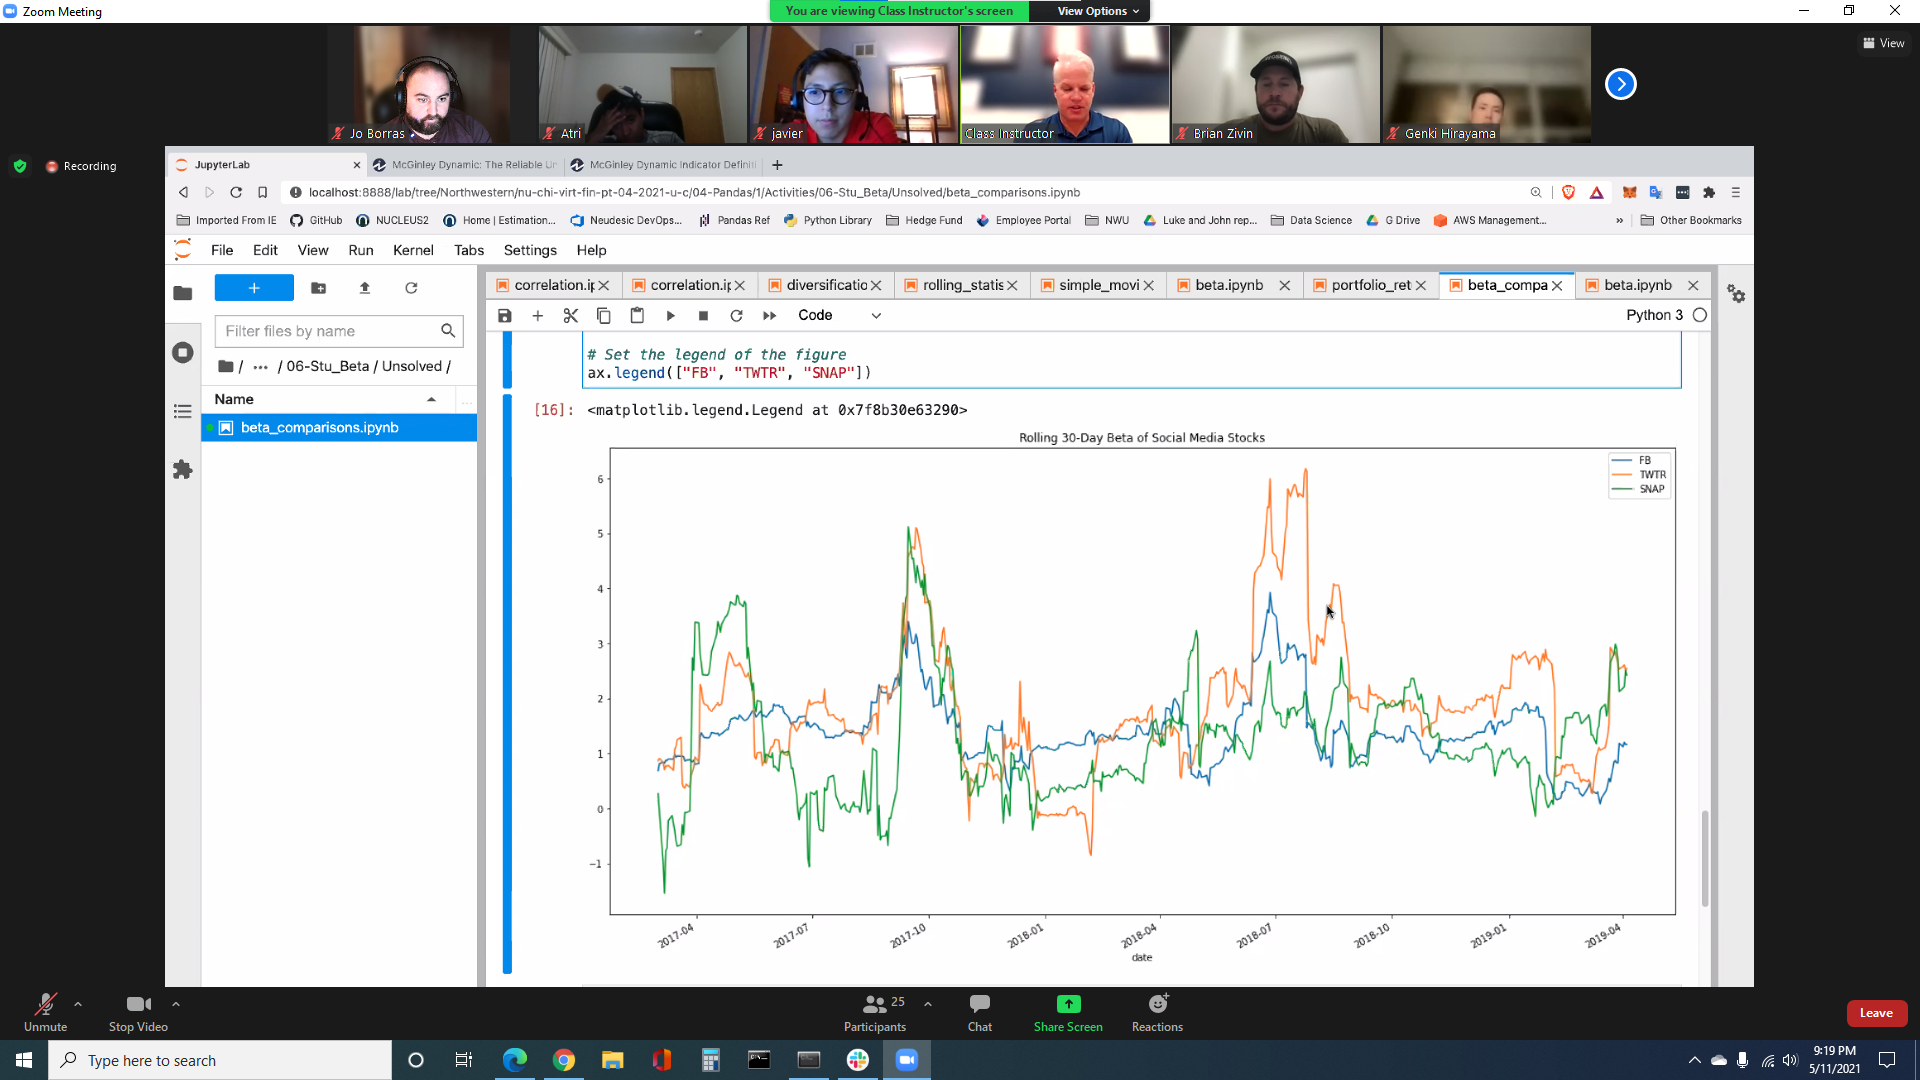 Zoom Meeting
You are viewing Class Instructor's screen
View Options
View
Jo Borras
Atri
javier
Class Instructor
Brian Zivin
Genki Hirayama
Recording
JupyterLab
McGinley Dynamic: The Reliable Un
McGinley Dynamic Indicator Definiti
localhost:8888/lab/tree/Northwestern/nu-chi-virt-fin-pt-04-2021-u-c/04-Pandas/1/Activities/06-Stu_Beta/Unsolved/beta_comparisons.ipynb
Imported From IE
GitHub
NUCLEUS2
Home | Estimation...
Neudesic DevOps...
Pandas Ref
Python Library
Hedge Fund
Employee Portal
NWU
Luke and John rep...
Data Science
G Drive
AWS Management...
»
Other Bookmarks
File Edit View Run Kernel Tabs Settings Help
correlation.ip
correlation.ip
diversificatio
rolling_statis
simple_movi
beta.ipynb
portfolio_ret
beta_compa
beta.ipynb
Filter files by name
Code
Python 3
/ ... / 06-Stu_Beta / Unsolved /
Name
beta_comparisons.ipynb
# Set the legend of the figure
ax.legend(["FB", "TWTR", "SNAP"])
[16]: <matplotlib.legend.Legend at 0x7f8b30e63290>
Rolling 30-Day Beta of Social Media Stocks
FB
TWTR
SNAP
6
5
4
3
2
1
0
−1
2017-04
2017-07
2017-10
2018-01
2018-04
2018-07
2018-10
2019-01
2019-04
date
Unmute
Stop Video
25
Participants
Chat
Share Screen
Reactions
Leave
Type here to search
9:19 PM
5/11/2021